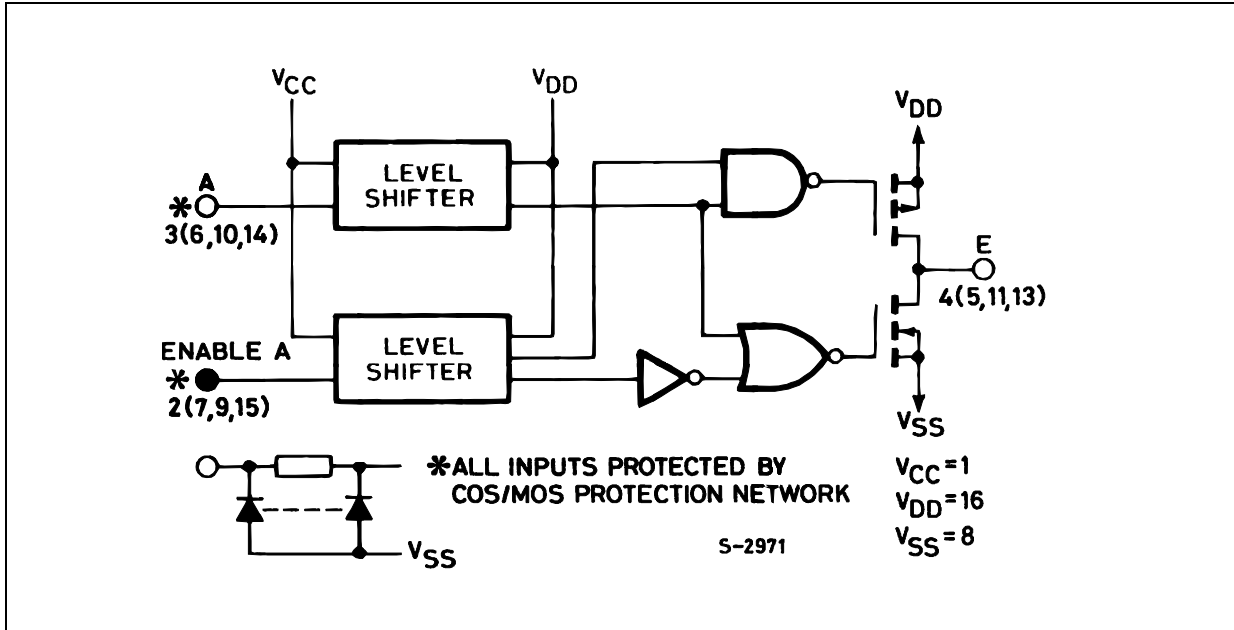 VCC
VDD
VDD
LEVEL
SHIFTER
A
*
3(6,10,14)
E
4(5,11,13)
ENABLE A
*
2(7,9,15)
LEVEL
SHIFTER
VSS
*ALL INPUTS PROTECTED BY
COS/MOS PROTECTION NETWORK
VCC=1
VDD=16
VSS=8
S-2971
VSS